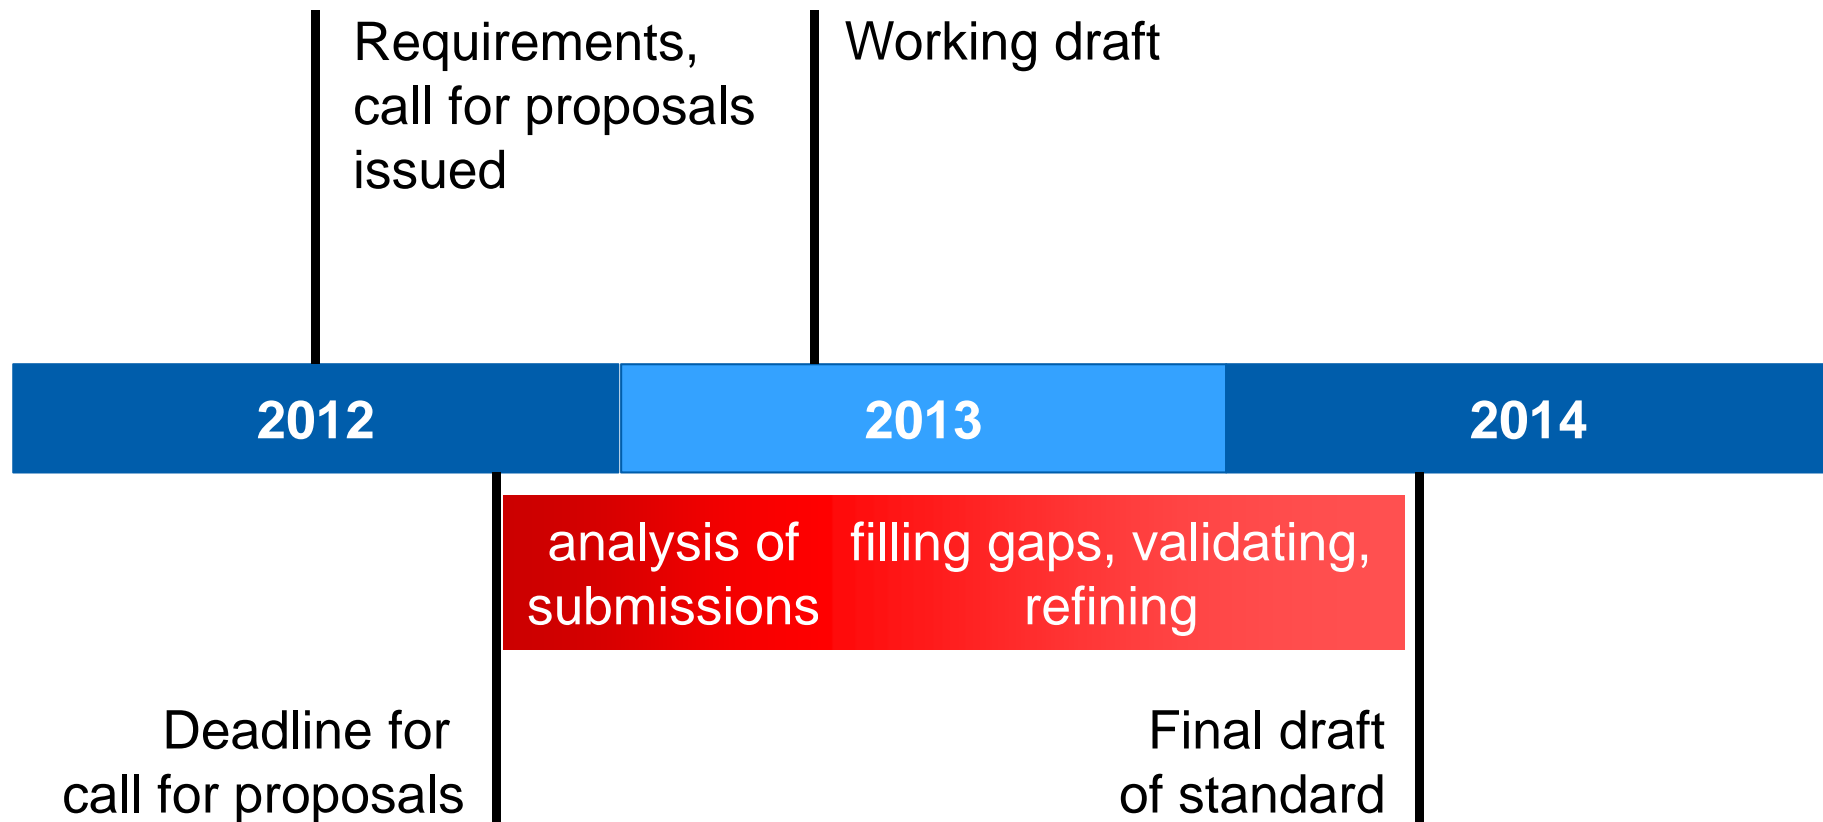 Requirements,
call for proposals
issued
Working draft
2012
2013
2014
analysis of
submissions
filling gaps, validating,
refining
Deadline for
call for proposals
Final draft
of standard